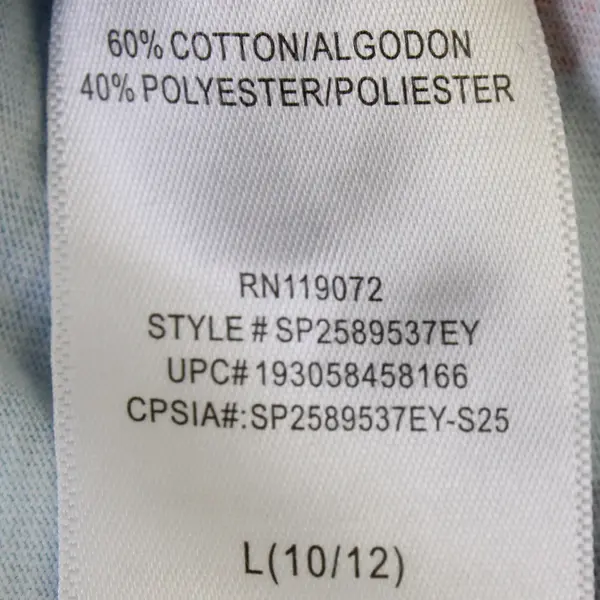 60% COTTON/ALGODON
40% POLYESTER/POLIESTER
RN119072
STYLE # SP2589537EY
UPC# 193058458166
CPSIA#:SP2589537EY-S25
L(10/12)